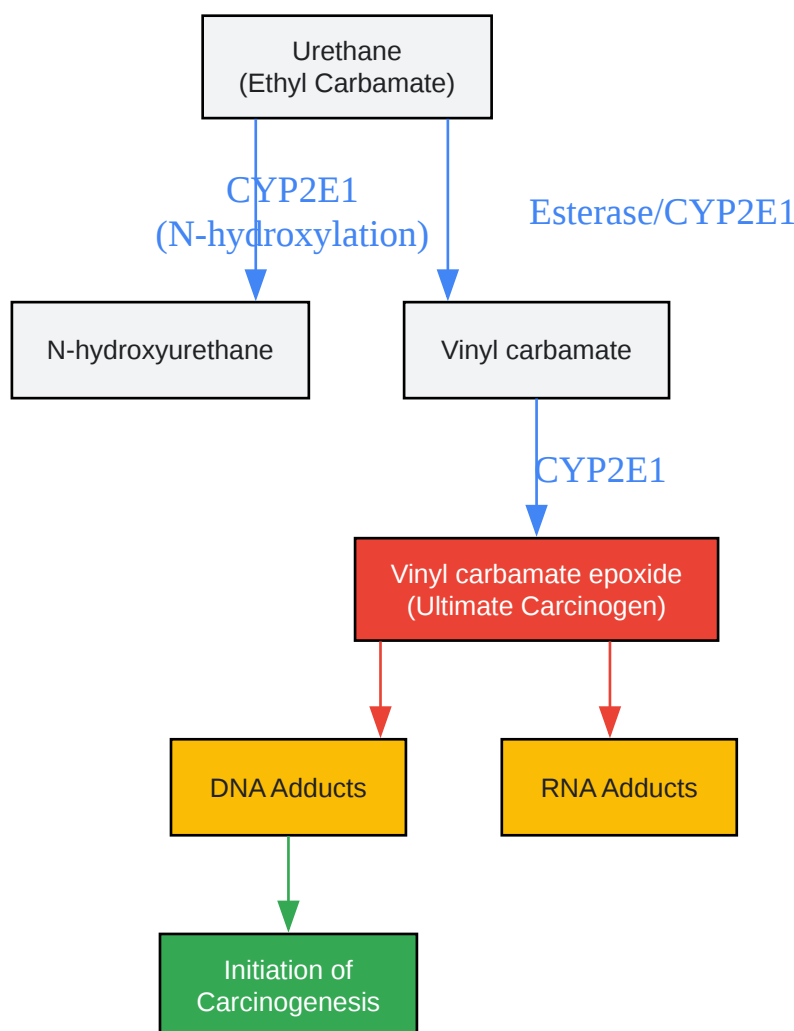 Urethane
(Ethyl Carbamate)
CYP2E1
(N-hydroxylation)
Esterase/CYP2E1
N-hydroxyurethane
Vinyl carbamate
CYP2E1
Vinyl carbamate epoxide
(Ultimate Carcinogen)
DNA Adducts
RNA Adducts
Initiation of
Carcinogenesis